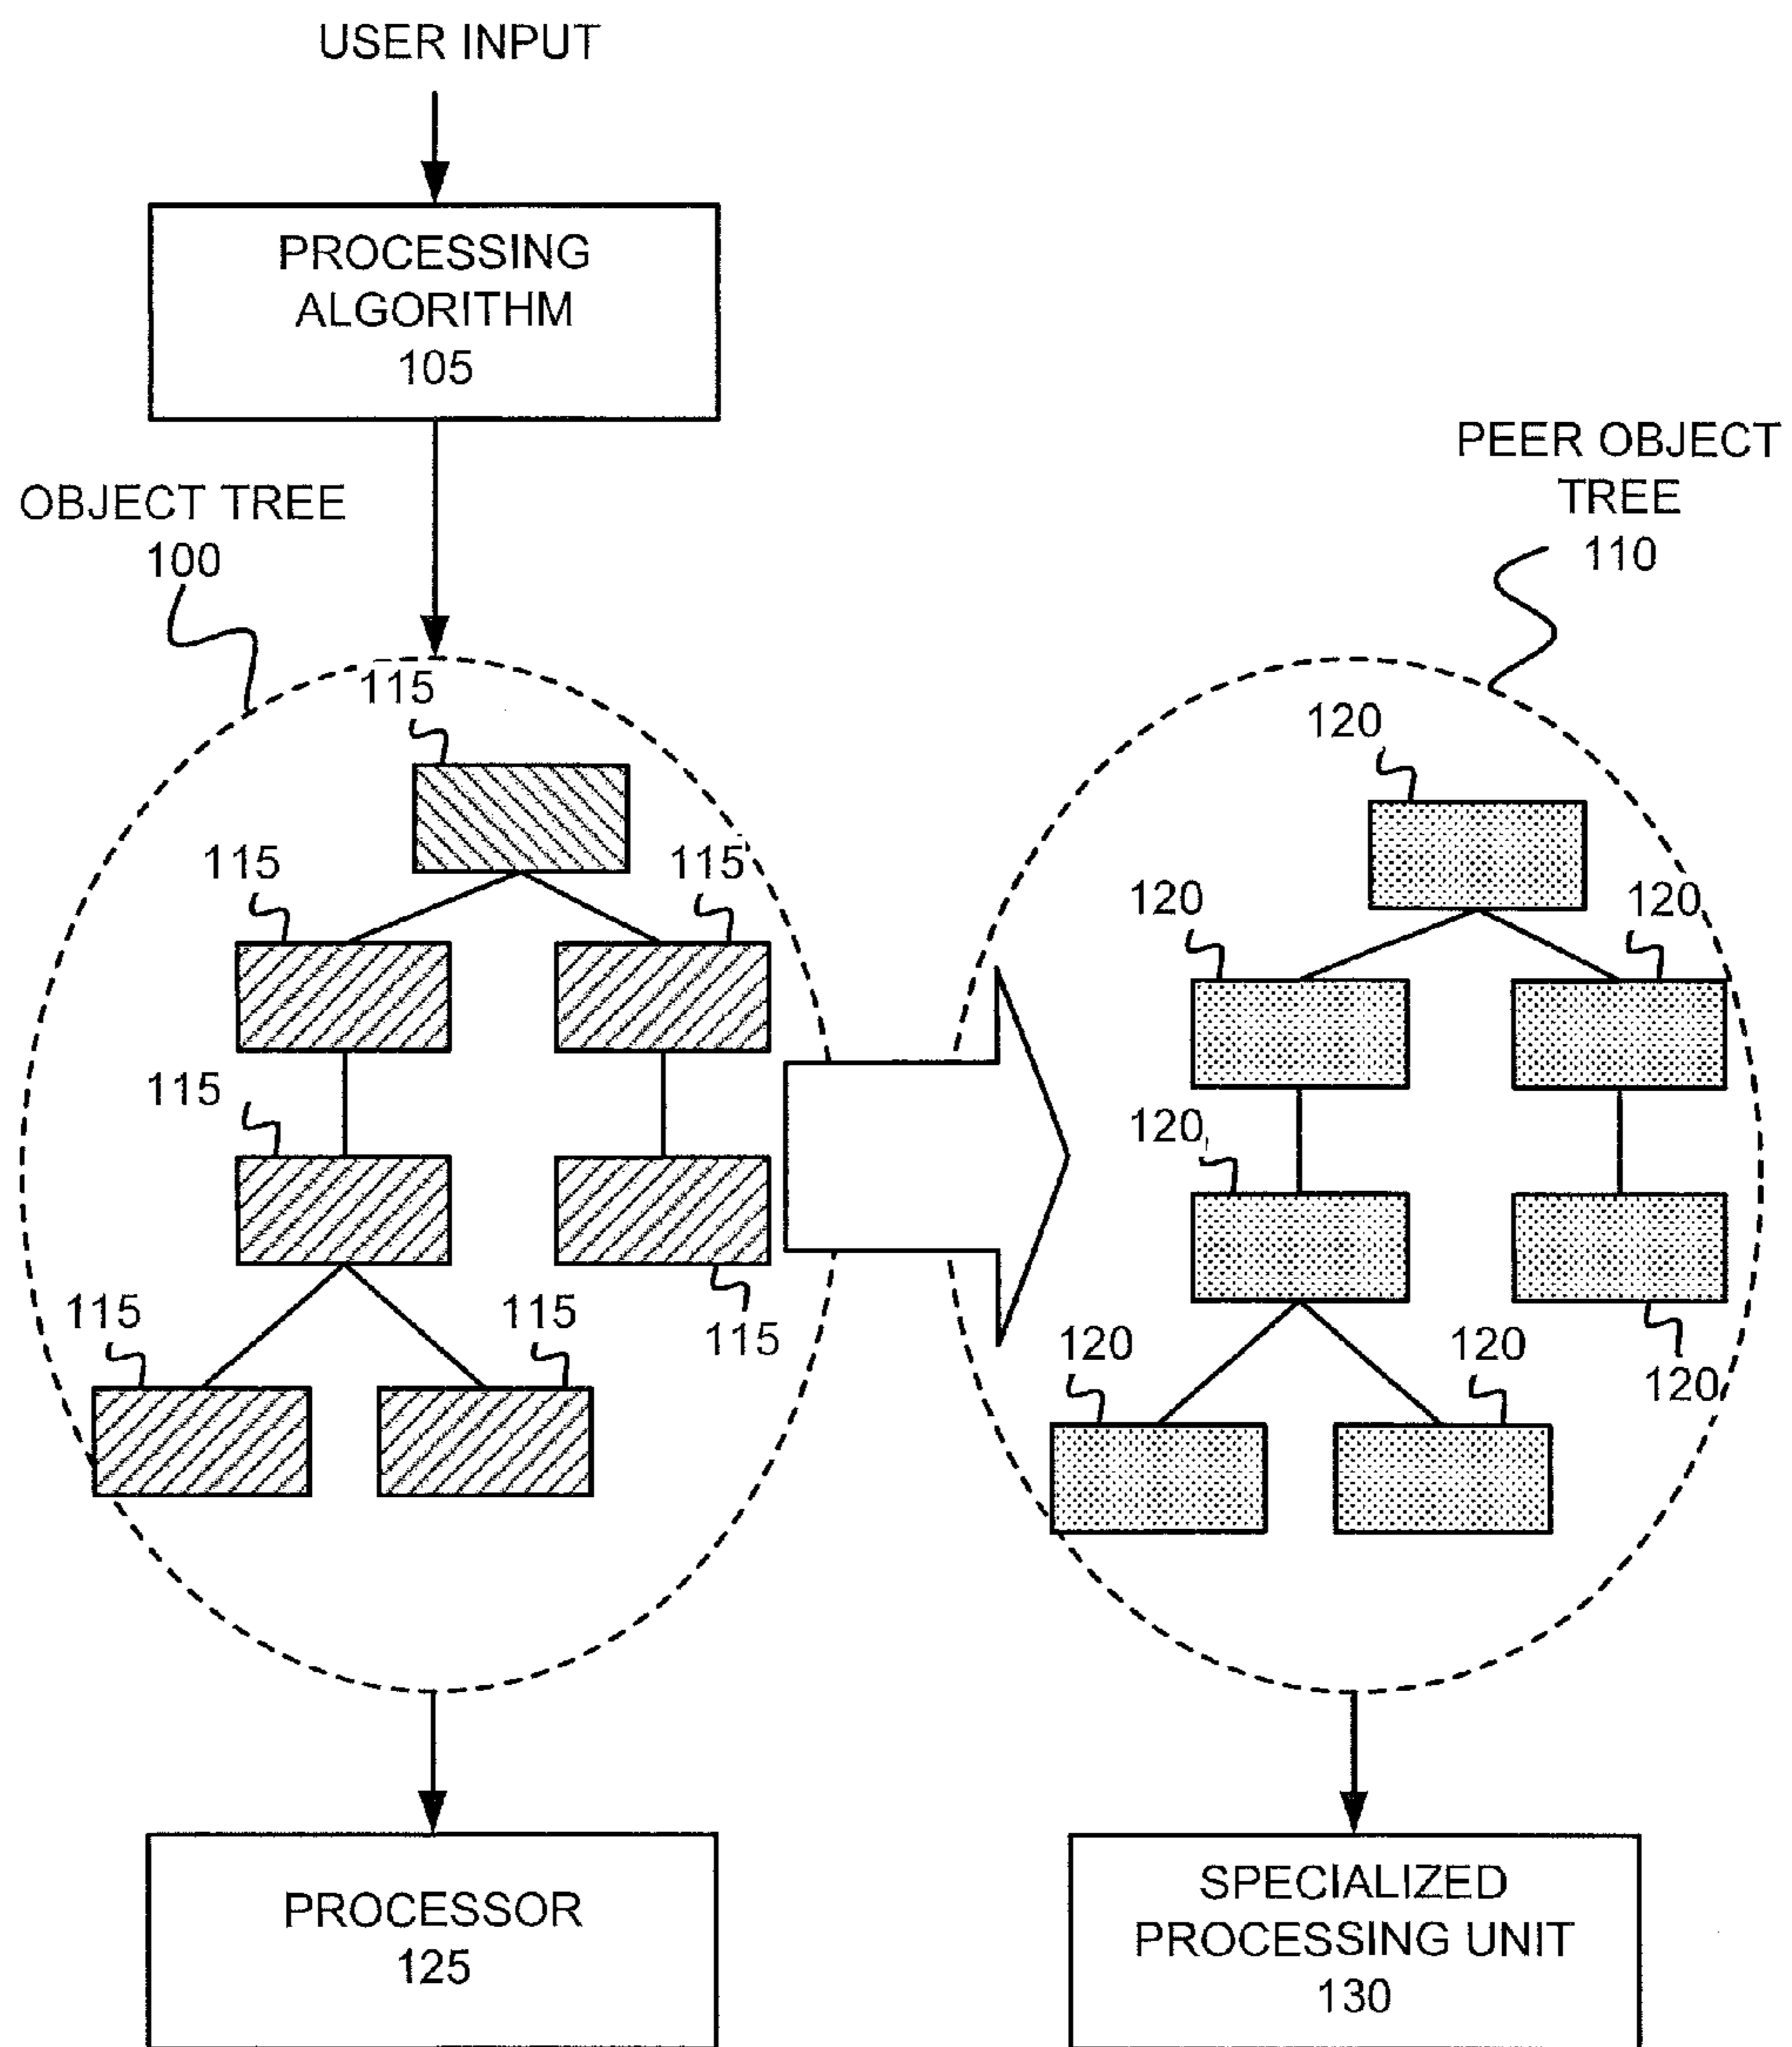 USER INPUT
PROCESSING
ALGORITHM
105
OBJECT TREE
100
PEER OBJECT
TREE
110
115
115
115
115
115
115
115
120
120
120
120
120
120
120
PROCESSOR
125
SPECIALIZED
PROCESSING UNIT
130